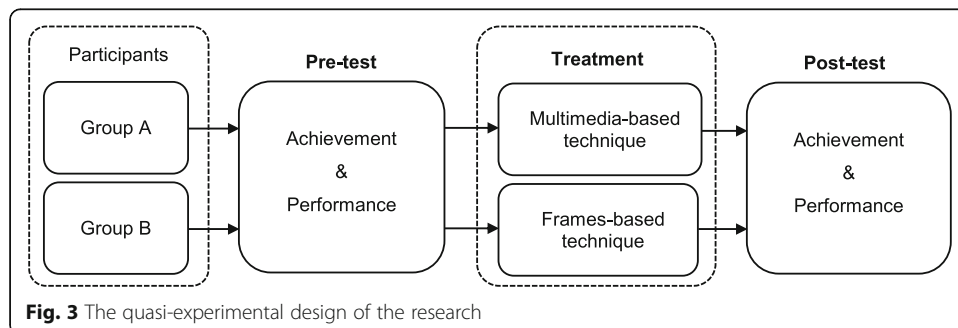 Participants
Group A
Group B
Pre-test
Achievement
&
Performance
Treatment
Multimedia-based
technique
Frames-based
technique
Post-test
Achievement
&
Performance
Fig. 3 The quasi-experimental design of the research